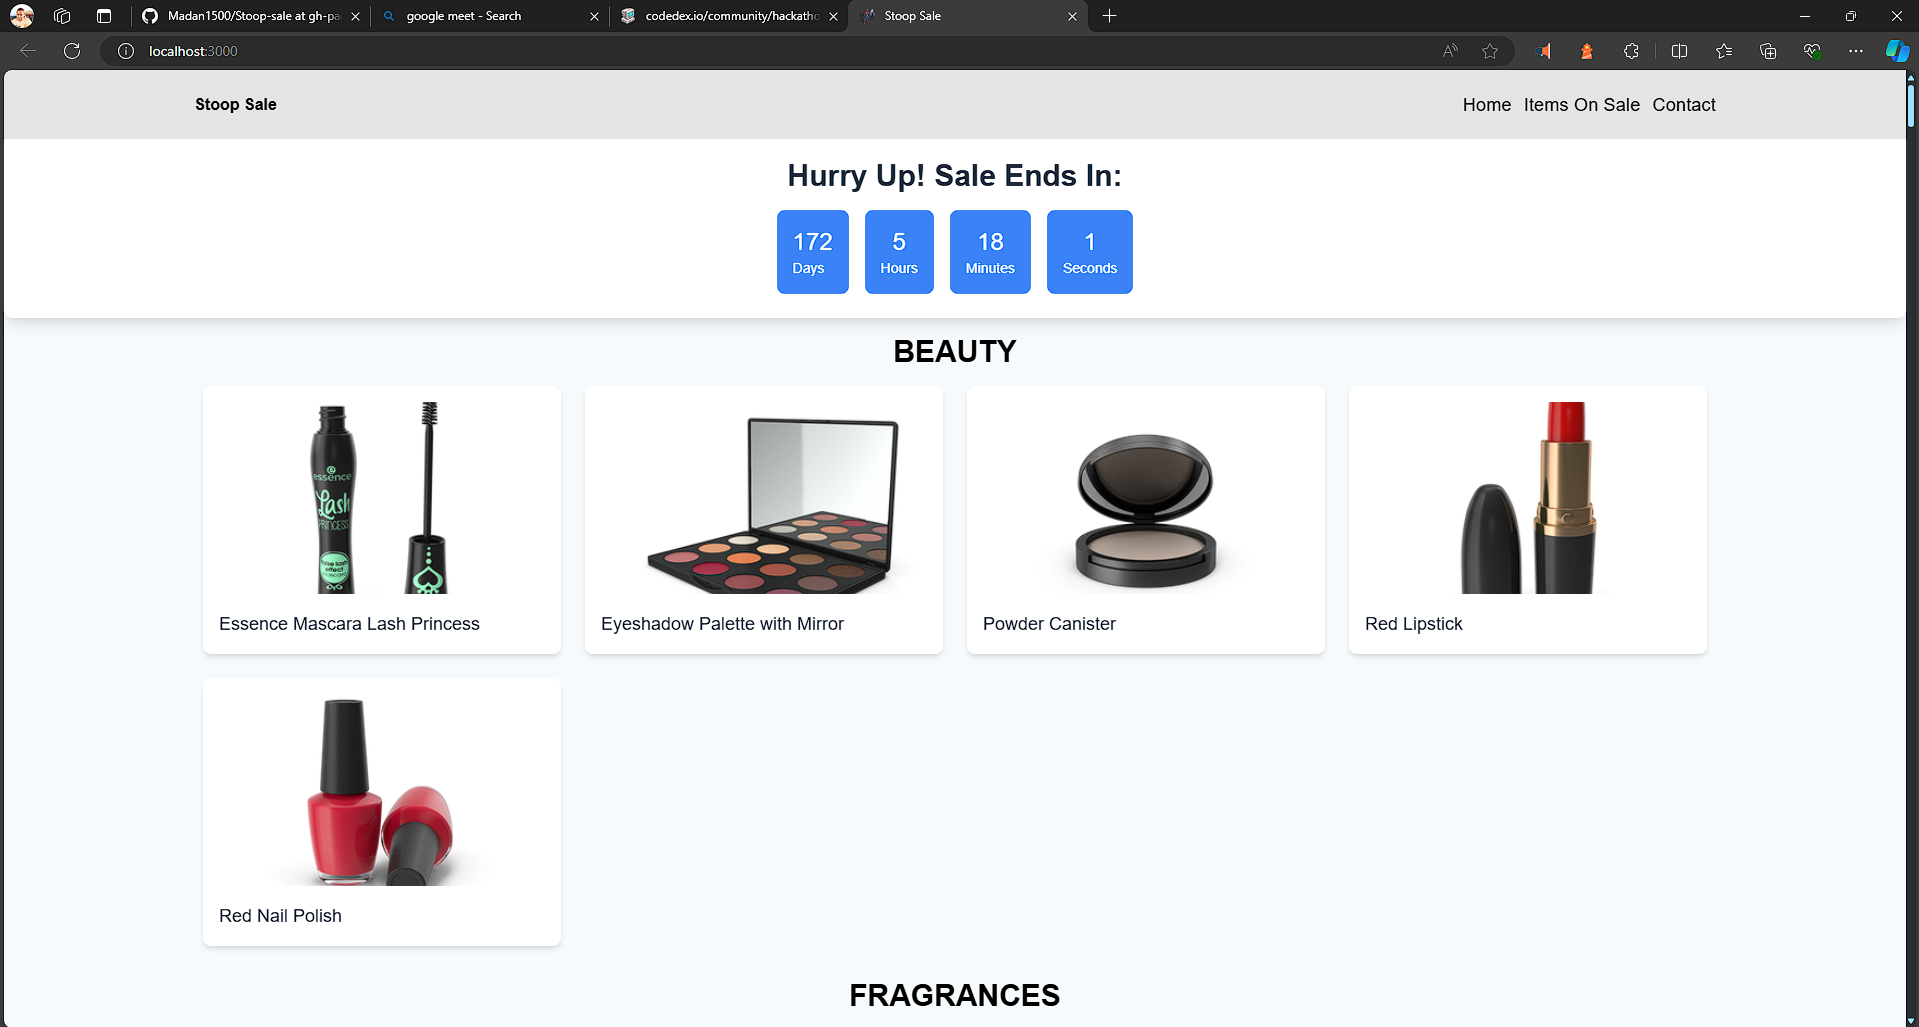 Madan1500/Stoop-sale at gh-pa
google meet - Search
codedex.io/community/hackatho
Stoop Sale
localhost:3000
Stoop Sale
Home Items On Sale Contact
Hurry Up! Sale Ends In:
172 5 18 1
Days Hours Minutes Seconds
BEAUTY
essence
Lash
PRINCESS
false lash
effect
mascara
Essence Mascara Lash Princess
Eyeshadow Palette with Mirror
Powder Canister
Red Lipstick
Red Nail Polish
FRAGRANCES